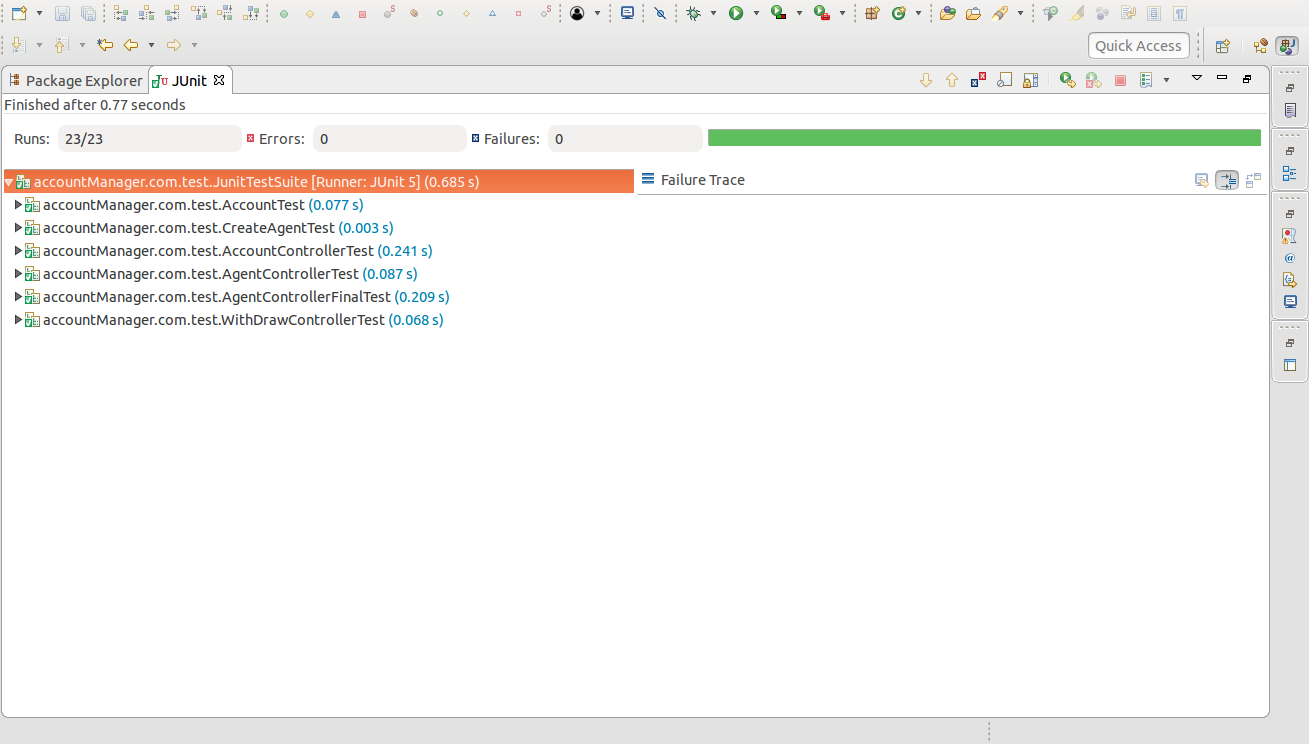 Quick Access
Package Explorer
JUnit
Finished after 0.77 seconds
Runs: 23/23 Errors: 0 Failures: 0
accountManager.com.test.JunitTestSuite [Runner: JUnit 5] (0.685 s)
Failure Trace
accountManager.com.test.AccountTest (0.077 s)
accountManager.com.test.CreateAgentTest (0.003 s)
accountManager.com.test.AccountControllerTest (0.241 s)
accountManager.com.test.AgentControllerTest (0.087 s)
accountManager.com.test.AgentControllerFinalTest (0.209 s)
accountManager.com.test.WithDrawControllerTest (0.068 s)